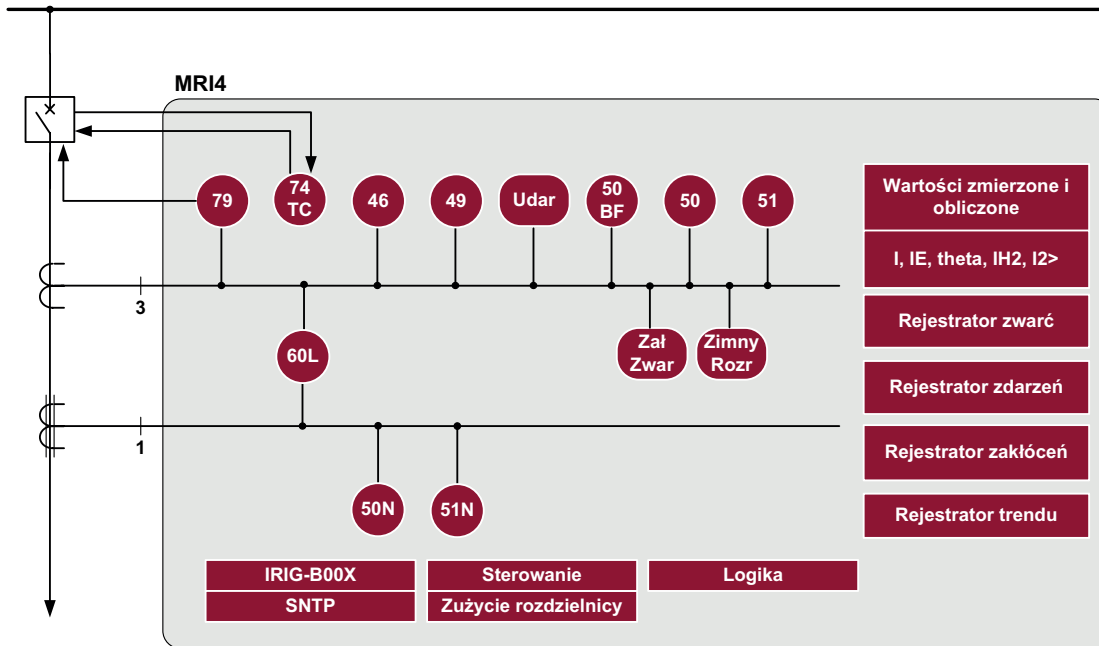 MRI4
79
74
TC
46
49
Udar
50
BF
50
51
Wartości zmierzone i
obliczone
I, IE, theta, IH2, I2>
3
Rejestrator zwarć
60L
Zał
Zwar
Zimny
Rozr
Rejestrator zdarzeń
1
Rejestrator zakłóceń
50N
51N
Rejestrator trendu
IRIG-B00X
Sterowanie
Logika
SNTP
Zużycie rozdzielnicy